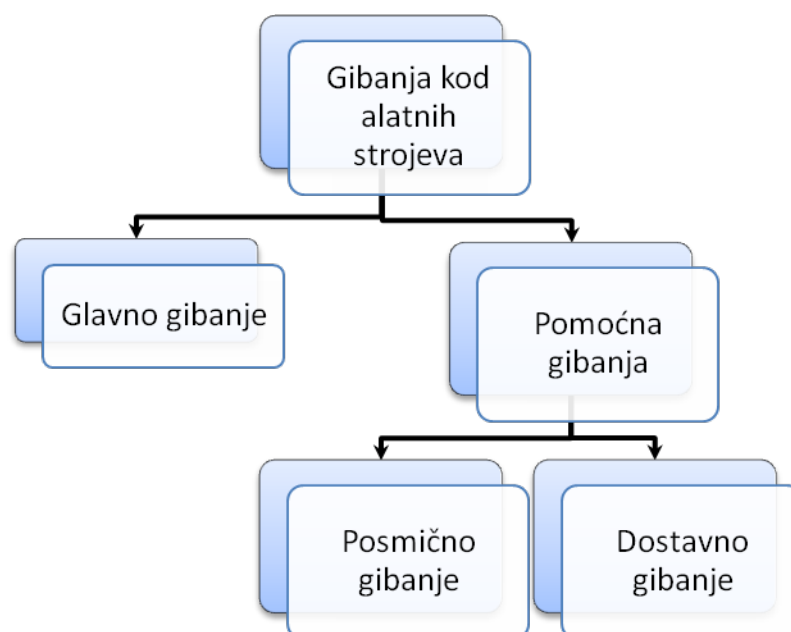 Gibanja kod
alatnih
strojeva
Glavno gibanje
Pomoćna
gibanja
Posmično
gibanje
Dostavno
gibanje